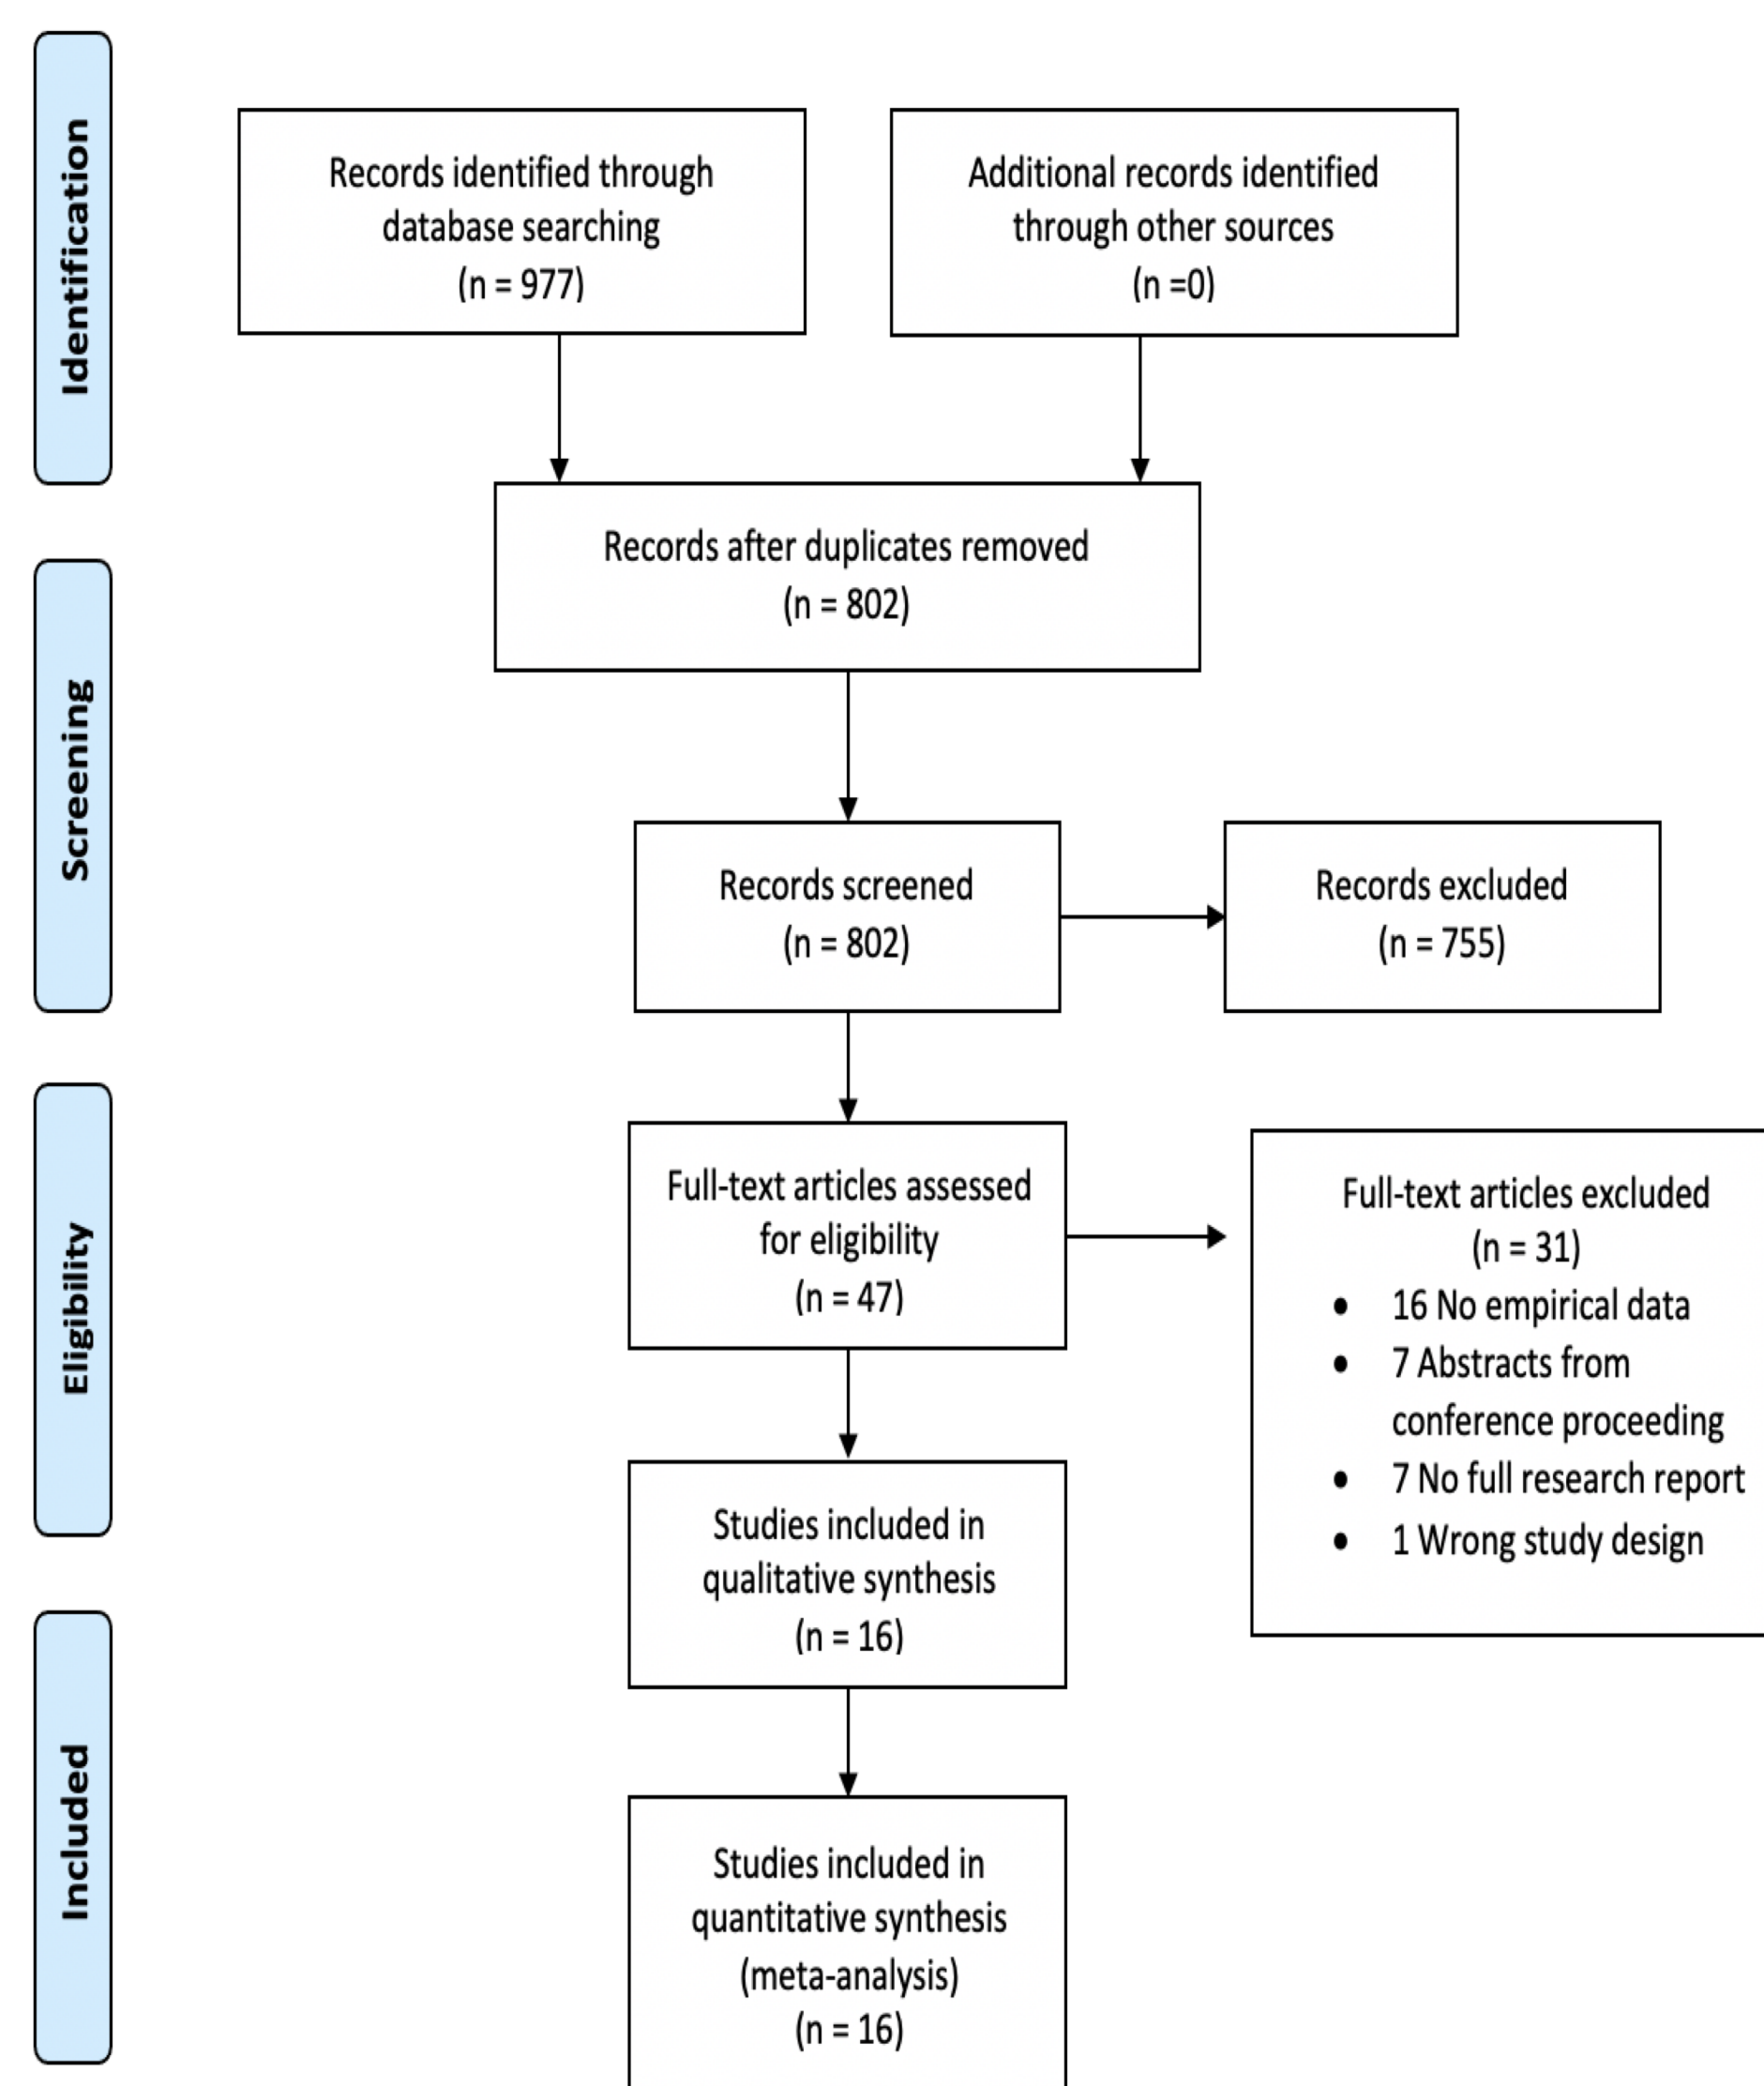 Identification
Records identified through
database searching
(n = 977)
Additional records identified
through other sources
(n =0)
Records after duplicates removed
(n = 802)
Screening
Records screened
(n = 802)
Records excluded
(n = 755)
Eligibility
Full-text articles assessed
for eligibility
(n = 47)
Full-text articles excluded
(n = 31)
• 16 No empirical data
• 7 Abstracts from
conference proceeding
• 7 No full research report
• 1 Wrong study design
Studies included in
qualitative synthesis
(n = 16)
Included
Studies included in
quantitative synthesis
(meta-analysis)
(n = 16)